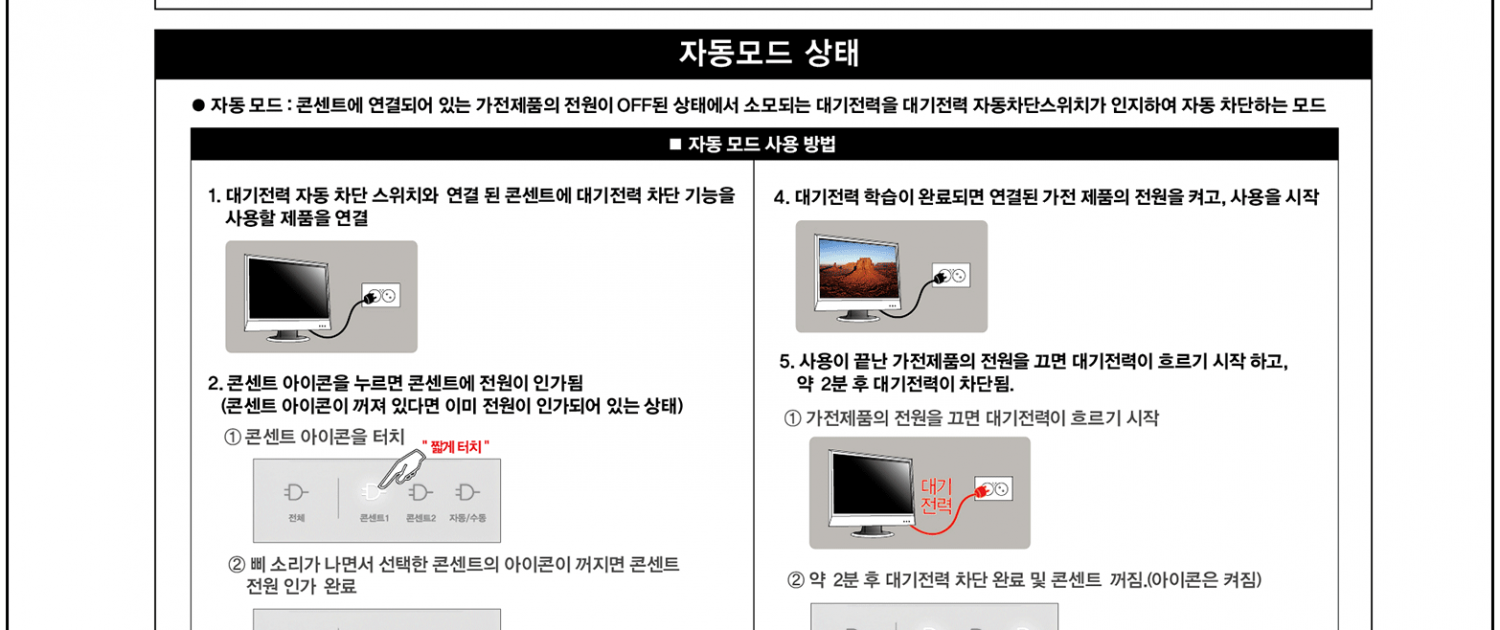 자동모드 상태
● 자동 모드 : 콘센트에 연결되어 있는 가전제품의 전원이 OFF된 상태에서 소모되는 대기전력을 대기전력 자동차단스위치가 인지하여 자동 차단하는 모드
■ 자동 모드 사용 방법
1. 대기전력 자동 차단 스위치와 연결 된 콘센트에 대기전력 차단 기능을
사용할 제품을 연결
2. 콘센트 아이콘을 누르면 콘센트에 전원이 인가됨
(콘센트 아이콘이 꺼져 있다면 이미 전원이 인가되어 있는 상태)
① 콘센트 아이콘을 터치
" 짧게 터치 "
전체 콘센트1 콘센트2 자동/수동
② 삐 소리가 나면서 선택한 콘센트의 아이콘이 꺼지면 콘센트
전원 인가 완료
4. 대기전력 학습이 완료되면 연결된 가전 제품의 전원을 켜고, 사용을 시작
5. 사용이 끝난 가전제품의 전원을 끄면 대기전력이 흐르기 시작 하고,
약 2분 후 대기전력이 차단됨.
① 가전제품의 전원을 끄면 대기전력이 흐르기 시작
대기
전력
② 약 2분 후 대기전력 차단 완료 및 콘센트 꺼짐.(아이콘은 켜짐)